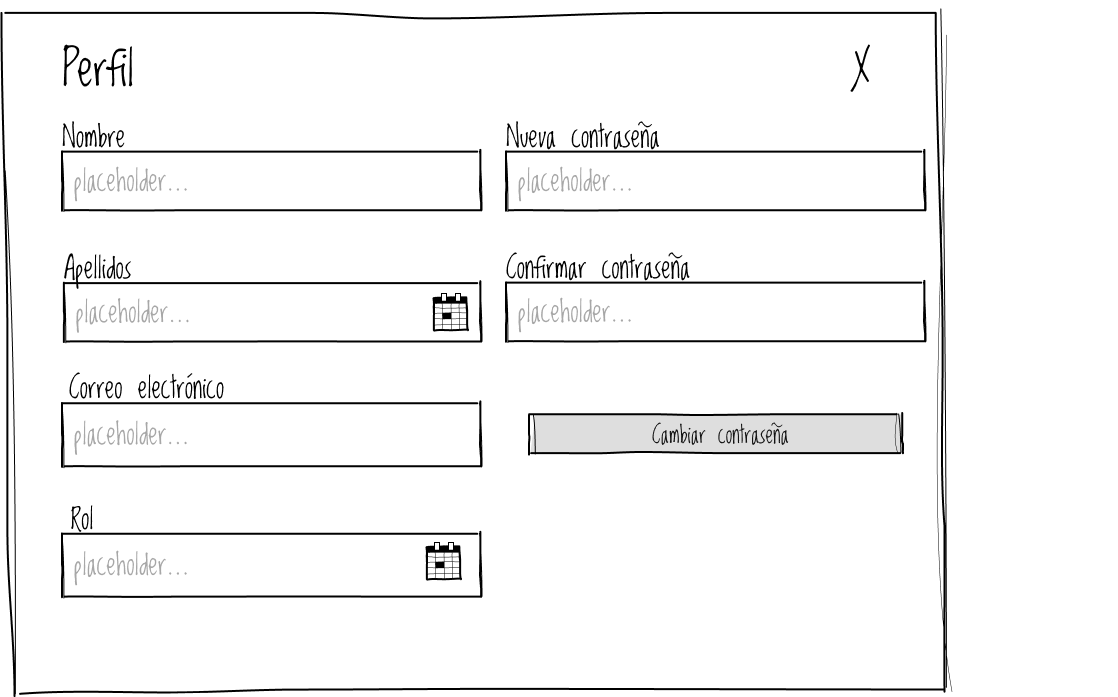 Perfil
X
Nombre
placeholder...
Apellidos
placeholder...
Correo electrónico
placeholder...
Rol
placeholder...
Nueva contraseña
placeholder...
Confirmar contraseña
placeholder...
Cambiar contraseña